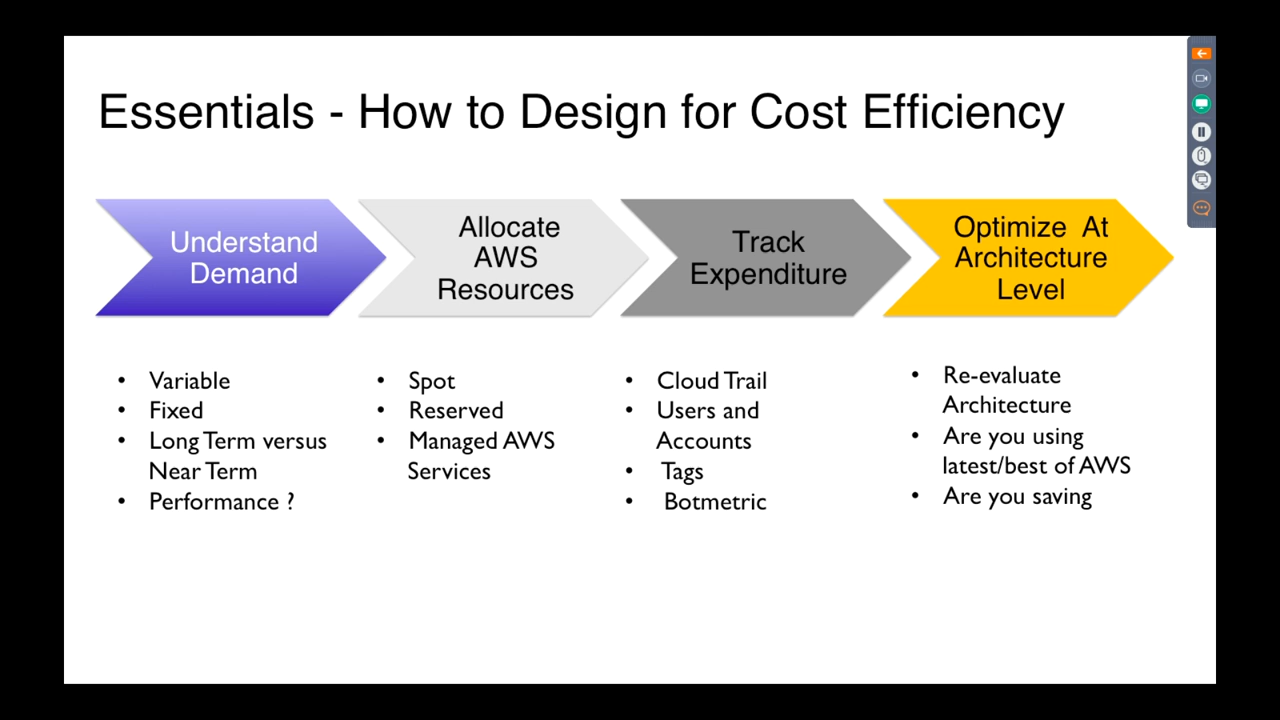 Essentials - How to Design for Cost Efficiency
Understand
Demand
Allocate
AWS
Resources
Track
Expenditure
Optimize At
Architecture
Level
• Variable
• Fixed
• Long Term versus
Near Term
• Performance ?
• Spot
• Reserved
• Managed AWS
Services
• Cloud Trail
• Users and
Accounts
• Tags
• Botmetric
• Re-evaluate
Architecture
• Are you using
latest/best of AWS
• Are you saving